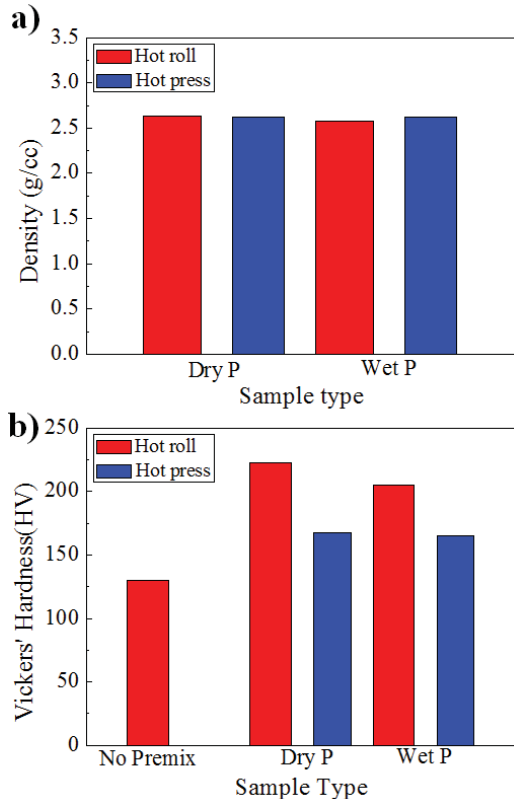 a)
3.5
3.0
2.5
2.0
1.5
1.0
0.5
0.0
Density (g/cc)
Hot roll
Hot press
Dry P
Wet P
Sample type
b)
250
200
150
100
50
0
Vickers' Hardness(HV)
Hot roll
Hot press
No Premix
Dry P
Wet P
Sample Type